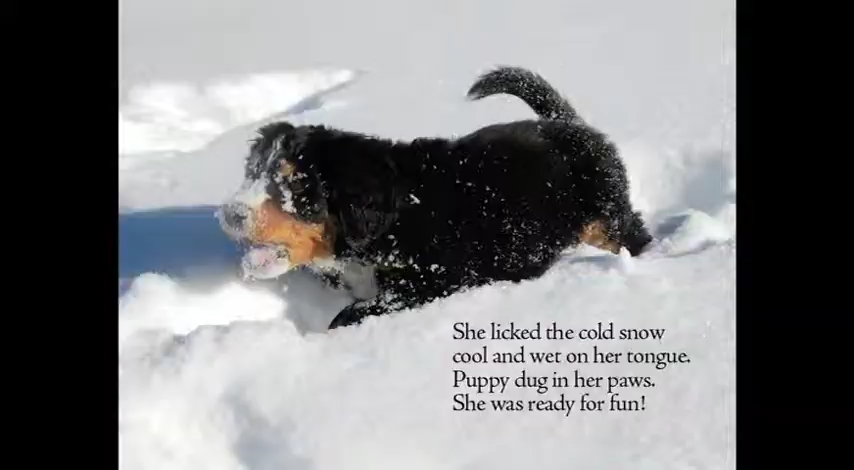 She licked the cold snow
cool and wet on her tongue.
Puppy dug in her paws.
She was ready for fun!